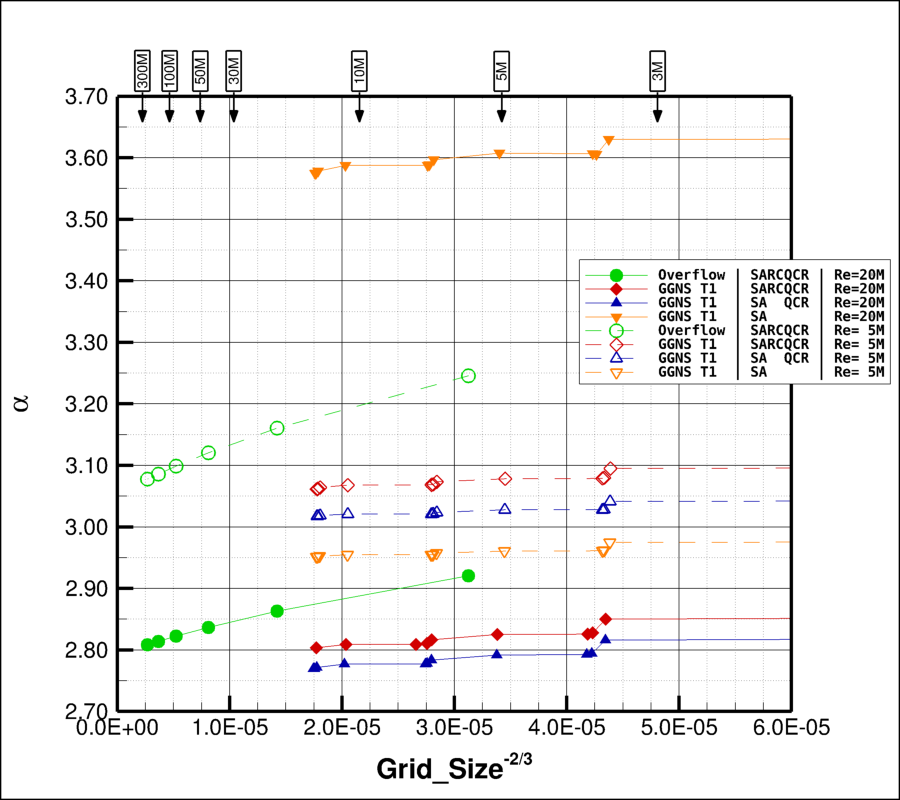 300M 100M 50M 30M 10M 5M 3M
3.70
3.60
3.50
3.40
3.30
3.20
3.10
3.00
2.90
2.80
2.70
α
Overflow | SARCQCR | Re=20M
GGNS T1 | SARCQCR | Re=20M
GGNS T1 | SA QCR | Re=20M
GGNS T1 | SA | Re=20M
Overflow | SARCQCR | Re= 5M
GGNS T1 | SARCQCR | Re= 5M
GGNS T1 | SA QCR | Re= 5M
GGNS T1 | SA | Re= 5M
0.0E+00 1.0E-05 2.0E-05 3.0E-05 4.0E-05 5.0E-05 6.0E-05
Grid_Size-2/3